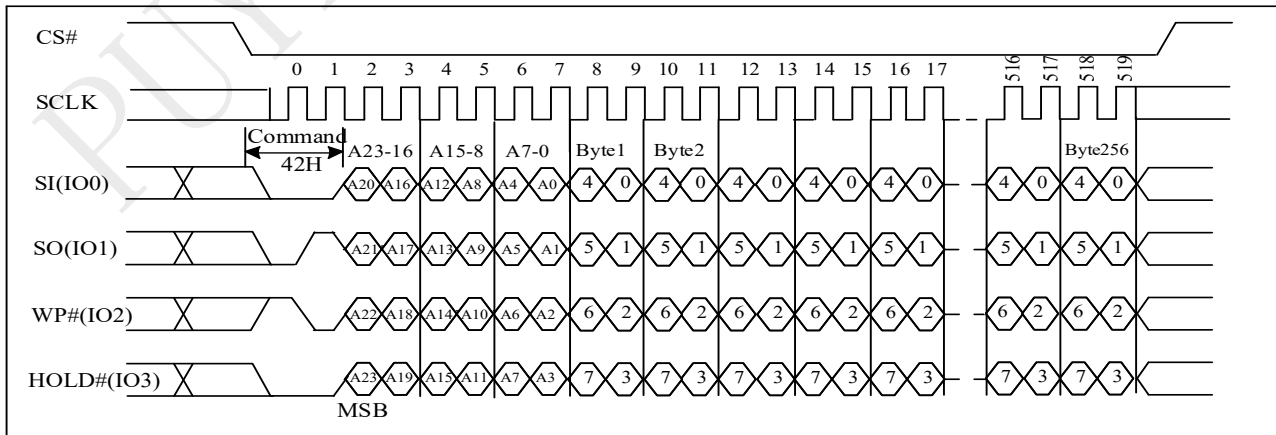 PUY
CS#
0 1 2 3 4 5 6 7 8 9 10 11 12 13 14 15 16 17 516 517 518 519
SCLK
Command
42H
A23-16 A15-8 A7-0 Byte1 Byte2 Byte256
SI(IO0) A20 A16 A12 A8 A4 A0 4 0 4 0 4 0 4 0 4 0 4 0 4 0
SO(IO1) A21 A17 A13 A9 A5 A1 5 1 5 1 5 1 5 1 5 1 5 1 5 1
WP#(IO2) A22 A18 A14 A10 A6 A2 6 2 6 2 6 2 6 2 6 2 6 2 6 2
HOLD#(IO3) A23 A19 A15 A11 A7 A3 7 3 7 3 7 3 7 3 7 3 7 3 7 3
MSB